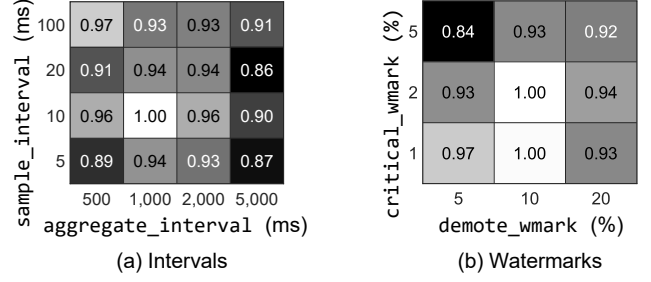 sample_interval (ms)
100 0.97 0.93 0.93 0.91
20 0.91 0.94 0.94 0.86
10 0.96 1.00 0.96 0.90
5 0.89 0.94 0.93 0.87
500 1,000 2,000 5,000
aggregate_interval (ms)
(a) Intervals
critical_wmark (%)
5 0.84 0.93 0.92
2 0.93 1.00 0.94
1 0.97 1.00 0.93
5 10 20
demote_wmark (%)
(b) Watermarks